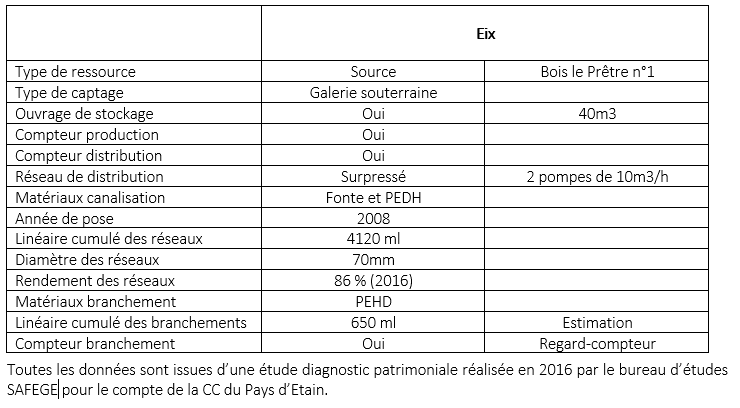 Eix
Type de ressource Source Bois le Prêtre n°1
Type de captage Galerie souterraine
Ouvrage de stockage Oui 40m3
Compteur production Oui
Compteur distribution Oui
Réseau de distribution Surpressé 2 pompes de 10m3/h
Matériaux canalisation Fonte et PEDH
Année de pose 2008
Linéaire cumulé des réseaux 4120 ml
Diamètre des réseaux 70mm
Rendement des réseaux 86 % (2016)
Matériaux branchement PEHD
Linéaire cumulé des branchements 650 ml Estimation
Compteur branchement Oui Regard-compteur
Toutes les données sont issues d’une étude diagnostic patrimoniale réalisée en 2016 par le bureau d’études
SAFEGE pour le compte de la CC du Pays d’Etain.